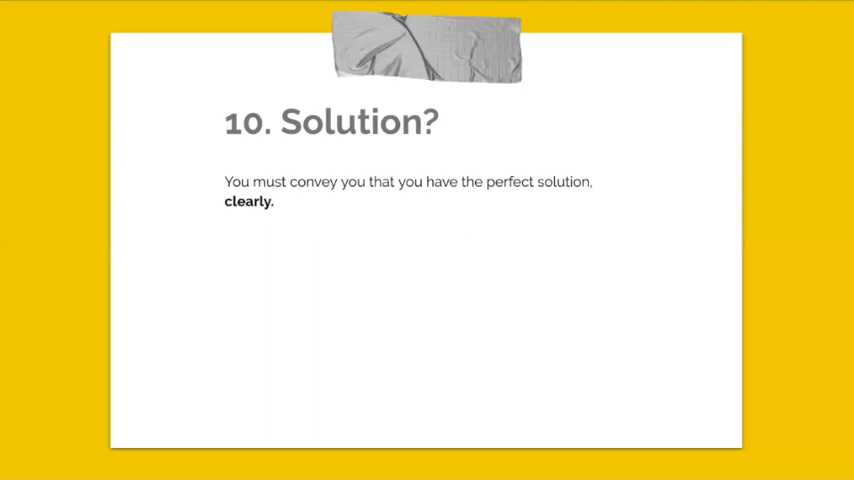 10. Solution?
You must convey you that you have the perfect solution,
clearly.